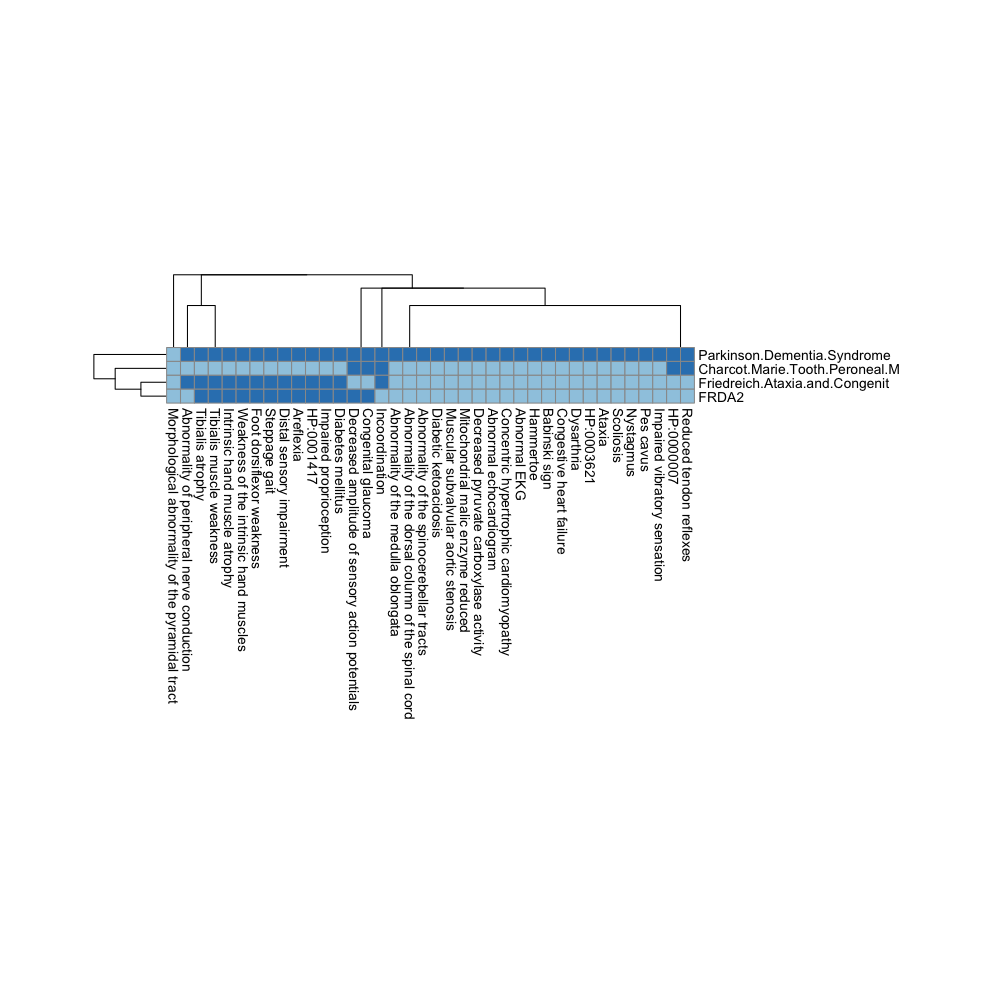 Parkinson.Dementia.Syndrome
Charcot.Marie.Tooth.Peroneal.M
Friedreich.Ataxia.and.Congenit
FRDA2
Morphological abnormality of the pyramidal tract
Abnormality of peripheral nerve conduction
Tibialis atrophy
Tibialis muscle weakness
Intrinsic hand muscle atrophy
Weakness of the intrinsic hand muscles
Foot dorsiflexor weakness
Steppage gait
Distal sensory impairment
Areflexia
HP:0001417
Impaired proprioception
Diabetes mellitus
Decreased amplitude of sensory action potentials
Congenital glaucoma
Incoordination
Abnormality of the medulla oblongata
Abnormality of the dorsal column of the spinal cord
Abnormality of the spinocerebellar tracts
Diabetic ketoacidosis
Muscular subvalvular aortic stenosis
Mitochondrial malic enzyme reduced
Decreased pyruvate carboxylase activity
Abnormal echocardiogram
Concentric hypertrophic cardiomyopathy
Abnormal EKG
Hammertoe
Babinski sign
Congestive heart failure
Dysarthria
HP:0003621
Ataxia
Scoliosis
Nystagmus
Pes cavus
Impaired vibratory sensation
HP:0000007
Reduced tendon reflexes